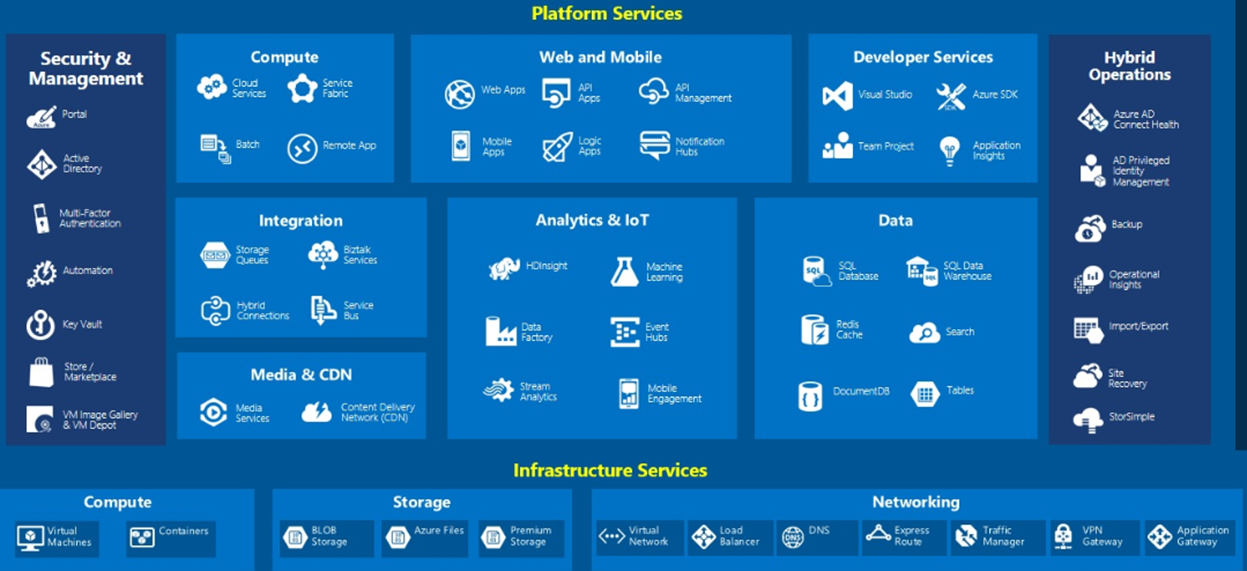 Platform Services
Security &
Management
Portal
Azure
Active
Directory
Multi-Factor
Authentication
Automation
Key Vault
Store /
Marketplace
VM Image Gallery
& VM Depot
Compute
Cloud
Services
Service
Fabric
Batch
Remote App
Web and Mobile
Web Apps
API
Apps
API
Management
Mobile
Apps
Logic
Apps
Notification
Hubs
Developer Services
Visual Studio
SDK
Azure SDK
Team Project
Application
Insights
Hybrid
Operations
Azure AD
Connect Health
AD Privileged
Identity
Management
Backup
Operational
Insights
Import/Export
Site
Recovery
StorSimple
Integration
Storage
Queues
Biztalk
Services
Hybrid
Connections
Service
Bus
Media & CDN
Media
Services
Content Delivery
Network (CDN)
Analytics & IoT
HDInsight
Machine
Learning
Data
Factory
Event
Hubs
Stream
Analytics
Mobile
Engagement
Data
SQL
SQL
Database
SQL
SQL Data
Warehouse
Redis
Cache
Search
{ }
DocumentDB
Tables
Infrastructure Services
Compute
Virtual
Machines
Containers
Storage
BLOB
Storage
Azure Files
Premium
Storage
Networking
Virtual
Network
Load
Balancer
DNS
DNS
Express
Route
Traffic
Manager
VPN
Gateway
Application
Gateway